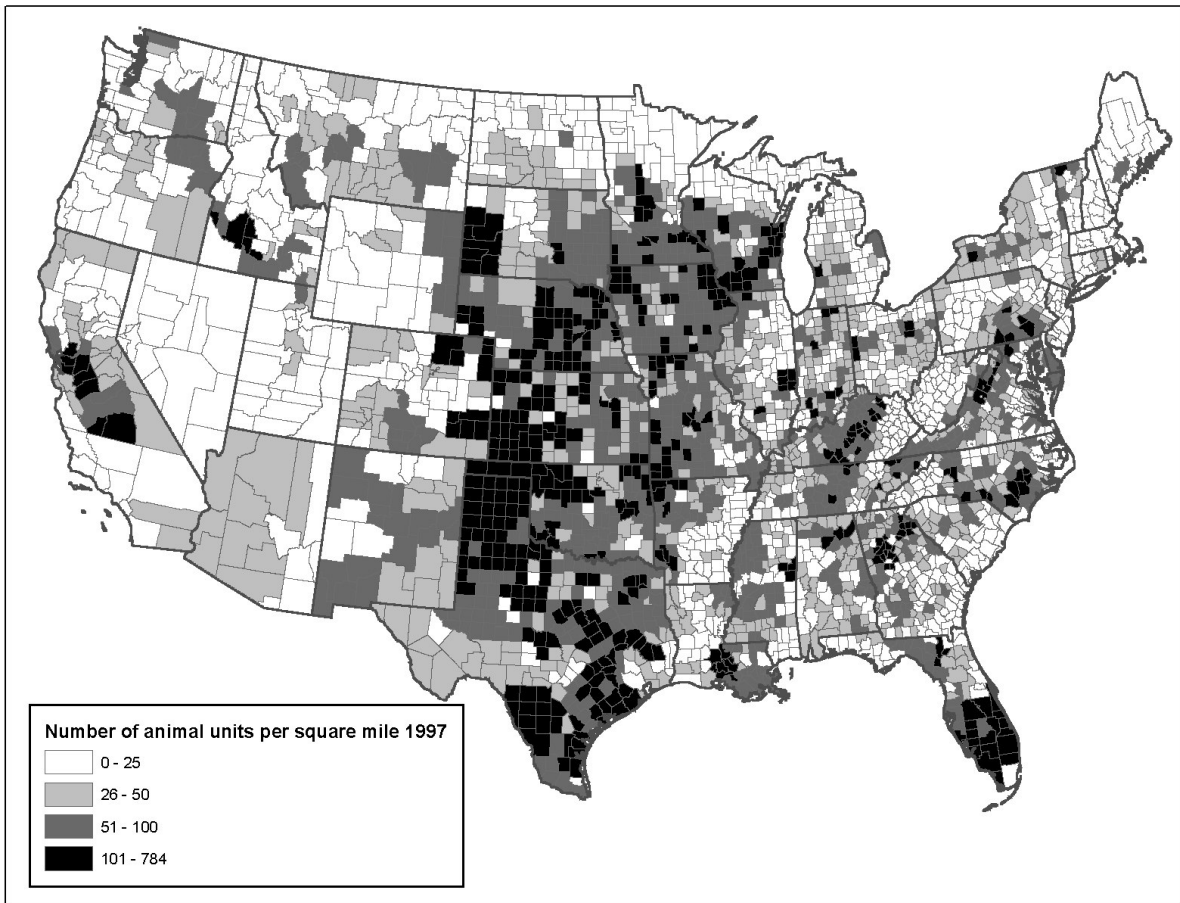 Number of animal units per square mile 1997
0 - 25
26 - 50
51 - 100
101 - 784